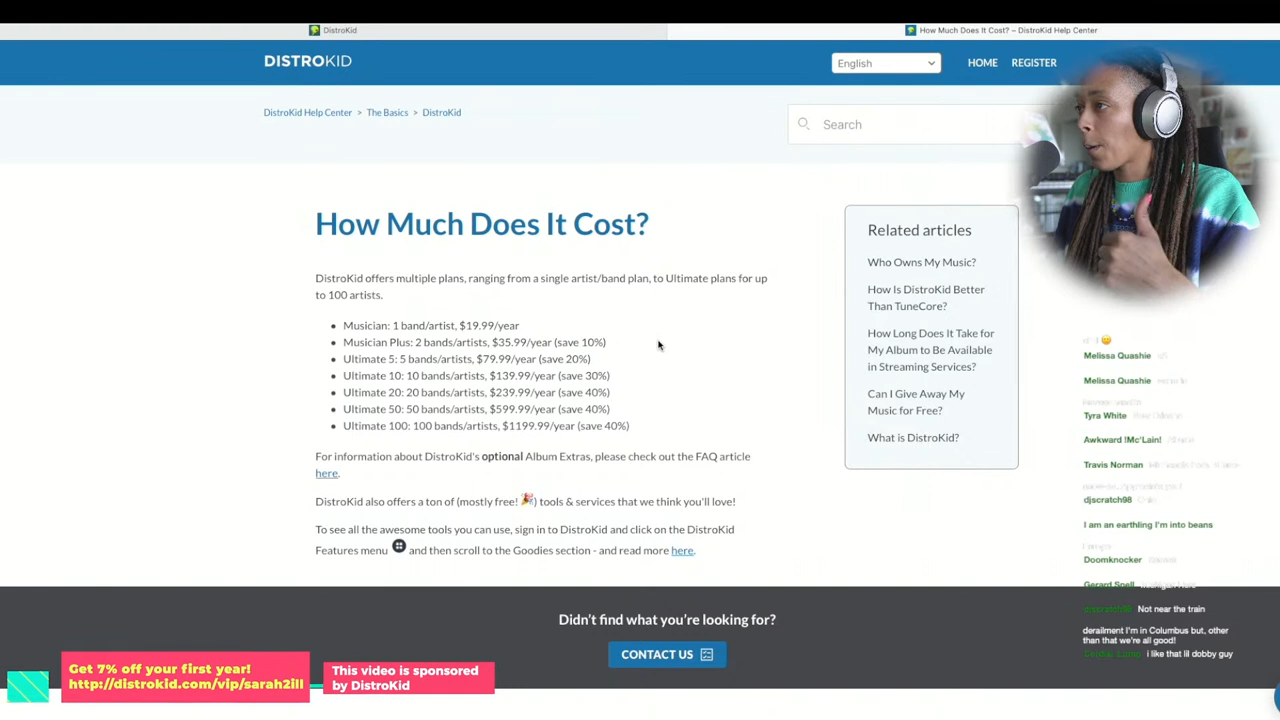 DistroKid
How Much Does It Cost? – DistroKid Help Center
DISTROKID
English
HOME
REGISTER
DistroKid Help Center > The Basics > DistroKid
Search
How Much Does It Cost?
DistroKid offers multiple plans, ranging from a single artist/band plan, to Ultimate plans for up
to 100 artists.
• Musician: 1 band/artist, $19.99/year
• Musician Plus: 2 bands/artists, $35.99/year (save 10%)
• Ultimate 5: 5 bands/artists, $79.99/year (save 20%)
• Ultimate 10: 10 bands/artists, $139.99/year (save 30%)
• Ultimate 20: 20 bands/artists, $239.99/year (save 40%)
• Ultimate 50: 50 bands/artists, $599.99/year (save 40%)
• Ultimate 100: 100 bands/artists, $1199.99/year (save 40%)
For information about DistroKid's optional Album Extras, please check out the FAQ article
here.
DistroKid also offers a ton of (mostly free! 🎉) tools & services that we think you'll love!
To see all the awesome tools you can use, sign in to DistroKid and click on the DistroKid
Features menu and then scroll to the Goodies section - and read more here.
Related articles
Who Owns My Music?
How Is DistroKid Better
Than TuneCore?
How Long Does It Take for
My Album to Be Available
in Streaming Services?
Can I Give Away My
Music for Free?
What is DistroKid?
Melissa Quashie
Melissa Quashie
Tyra White
Awkward !Mc'Lain!
Travis Norman
djscratch98
I am an earthling I'm into beans
Doomknocker
Gerard Snell
Not near the train
derailment I'm in Columbus but, other
than that we're all good!
i like that lil dobby guy
Didn't find what you're looking for?
CONTACT US
Get 7% off your first year!
http://distrokid.com/vip/sarah2ill
This video is sponsored
by DistroKid